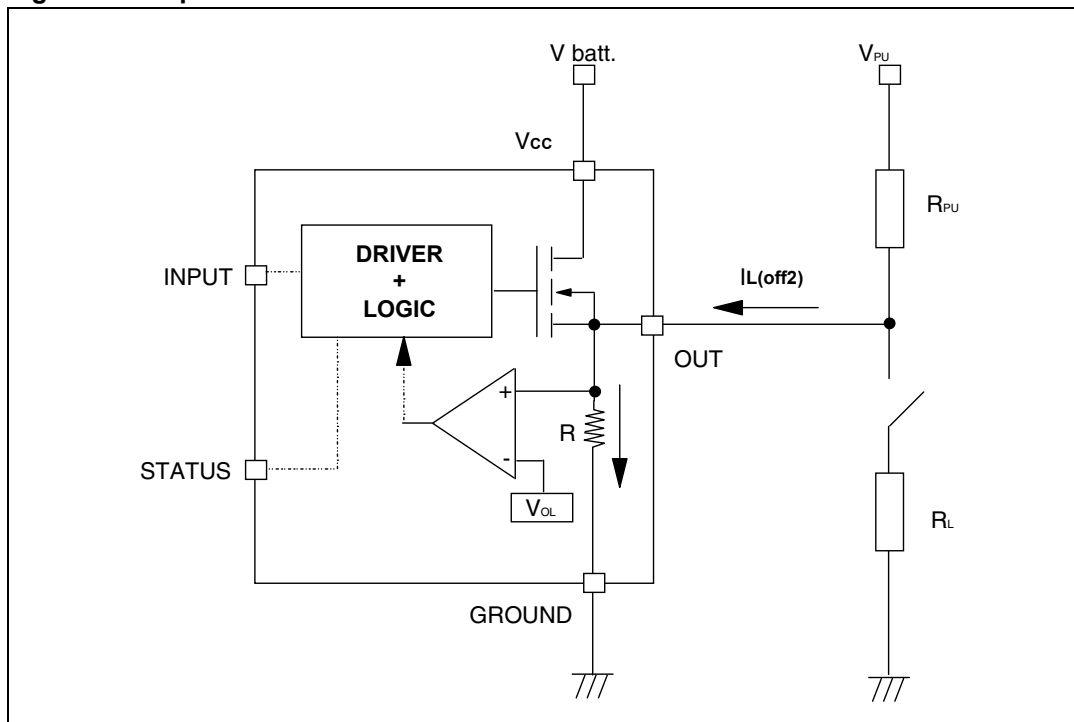 V batt.
VPU
Vcc
RPU
DRIVER
+
LOGIC
INPUT
IL(off2)
OUT
+
R
-
STATUS
VOL
RL
GROUND